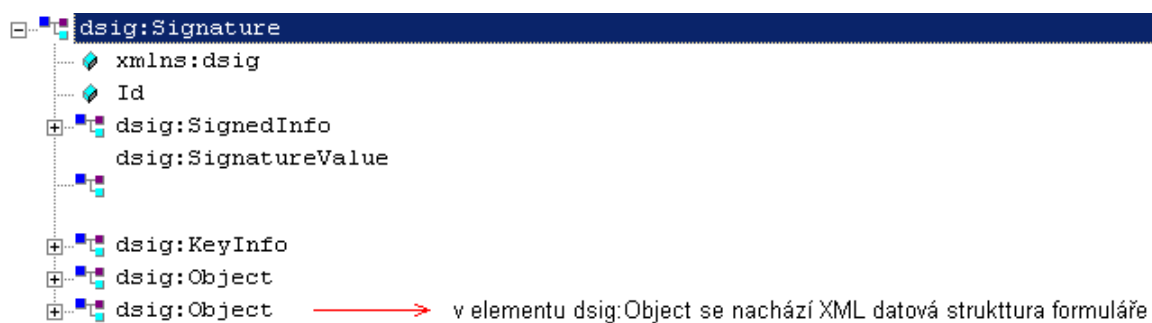 dsig:Signature
xmlns:dsig
Id
dsig:SignedInfo
dsig:SignatureValue
dsig:KeyInfo
dsig:Object
dsig:Object v elementu dsig:Object se nachází XML datová strukttura formuláře